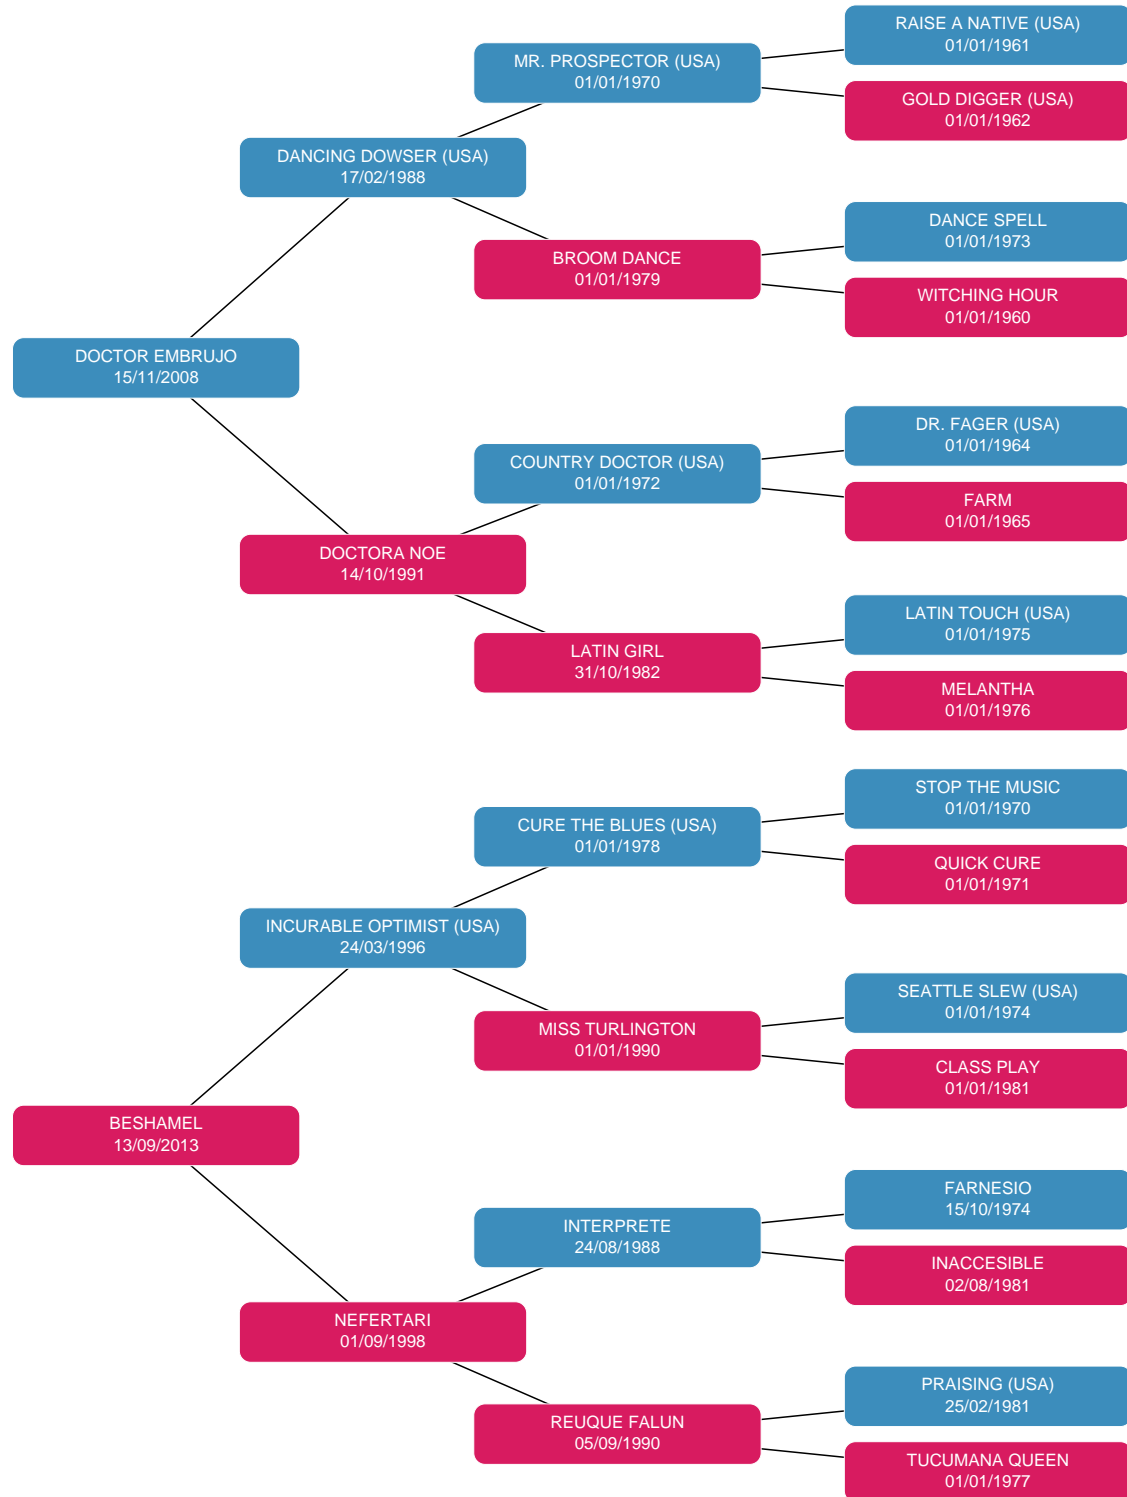 RAISE A NATIVE (USA)
01/01/1961
MR. PROSPECTOR (USA)
01/01/1970
GOLD DIGGER (USA)
01/01/1962
DANCING DOWSER (USA)
17/02/1988
DANCE SPELL
01/01/1973
BROOM DANCE
01/01/1979
WITCHING HOUR
01/01/1960
DOCTOR EMBRUJO
15/11/2008
DR. FAGER (USA)
01/01/1964
COUNTRY DOCTOR (USA)
01/01/1972
FARM
01/01/1965
DOCTORA NOE
14/10/1991
LATIN TOUCH (USA)
01/01/1975
LATIN GIRL
31/10/1982
MELANTHA
01/01/1976
STOP THE MUSIC
01/01/1970
CURE THE BLUES (USA)
01/01/1978
QUICK CURE
01/01/1971
INCURABLE OPTIMIST (USA)
24/03/1996
SEATTLE SLEW (USA)
01/01/1974
MISS TURLINGTON
01/01/1990
CLASS PLAY
01/01/1981
BESHAMEL
13/09/2013
FARNESIO
15/10/1974
INTERPRETE
24/08/1988
INACCESIBLE
02/08/1981
NEFERTARI
01/09/1998
PRAISING (USA)
25/02/1981
REUQUE FALUN
05/09/1990
TUCUMANA QUEEN
01/01/1977